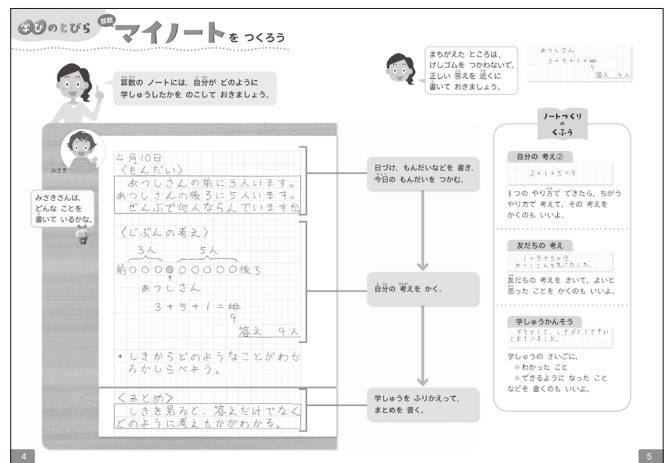 学びのとびら 算数 マイノートを つくろう
算数の ノートには、自分が どのように
学しゅうしたかを のこして おきましょう。
みさき
みさきさんは、
どんな ことを
書いて いるかな。
4月10日
〈もんだい〉
あつしさんの前に3人います。
あつしさんの後ろに5人います。
ぜんぶで何人ならんでいますか
〈じぶんの考え〉
3人 5人
前○○○●○○○○○後ろ
あつしさん
3+5+1=10
9
答え 9人
・しきからどのようなことがわか
るかしらべよう。
〈まとめ〉
しきを見ると、答えだけでなく
どのように考えたかがわかる。
日づけ、もんだいなどを 書き、
今日の もんだいを つかむ。
自分の 考えを かく。
学しゅうを ふりかえって、
まとめを 書く。
まちがえた ところは、
けしゴムを つかわないで、
正しい 答えを 近くに
書いて おきましょう。
あつしさん
3+5+1=10
9
答え 9人
ノートづくり
の
くふう
自分の 考え②
3+1+5=9
1つの やり方で できたら、ちがう
やり方で 考えて、その 考えを
かくのも いいよ。
友だちの 考え
1+3+5=9
友だちの 考えを きいて、よいと
思った ことを かくのも いいよ。
学しゅうかんそう
学しゅうの さいごに、
●わかった こと
●できるように なった こと
などを 書くのも いいよ。
4
5